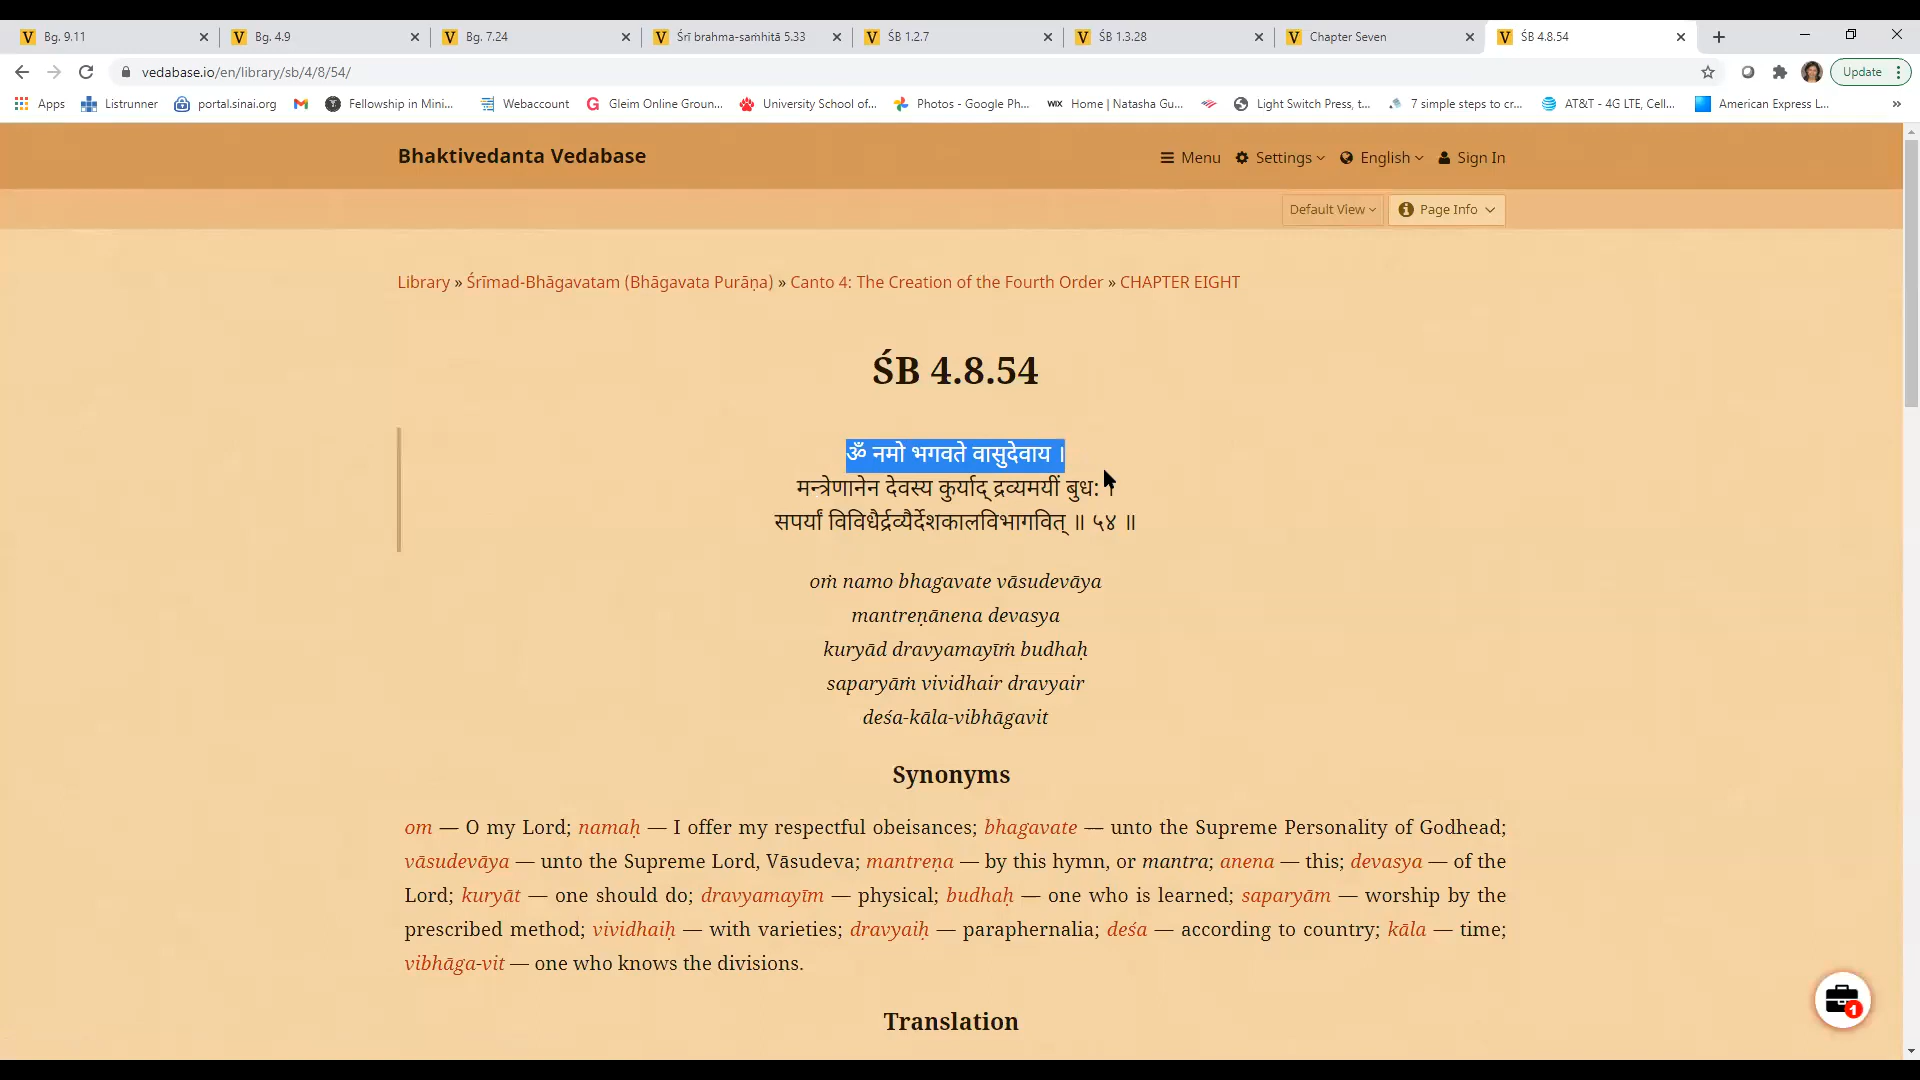 Bg. 9.11
Bg. 4.9
Bg. 7.24
Śrī brahma-saṁhitā 5.33
ŚB 1.2.7
ŚB 1.3.28
Chapter Seven
ŚB 4.8.54
vedabase.io/en/library/sb/4/8/54/
Update
Apps
Listrunner
portal.sinai.org
Fellowship in Mini...
Webaccount
Gleim Online Groun...
University School of...
Photos - Google Ph...
WIX Home | Natasha Gu...
Light Switch Press, t...
7 simple steps to cr...
AT&T - 4G LTE, Cell...
American Express L...
»
Bhaktivedanta Vedabase
Menu
Settings
English
Sign In
Default View
Page Info
Library » Śrīmad-Bhāgavatam (Bhāgavata Purāṇa) » Canto 4: The Creation of the Fourth Order » CHAPTER EIGHT
ŚB 4.8.54
ॐ नमो भगवते वासुदेवाय ।
मन्त्रेणानेन देवस्य कुर्याद् द्रव्यमयीं बुध: ।
सपर्यां विविधैर्द्रव्यैर्देशकालविभागवित् ॥ ५४ ॥
oṁ namo bhagavate vāsudevāya
mantreṇānena devasya
kuryād dravyamayīṁ budhaḥ
saparyāṁ vividhair dravyair
deśa-kāla-vibhāgavit
Synonyms
om — O my Lord; namaḥ — I offer my respectful obeisances; bhagavate — unto the Supreme Personality of Godhead;
vāsudevāya — unto the Supreme Lord, Vāsudeva; mantreṇa — by this hymn, or mantra; anena — this; devasya — of the
Lord; kuryāt — one should do; dravyamayīm — physical; budhaḥ — one who is learned; saparyām — worship by the
prescribed method; vividhaiḥ — with varieties; dravyaiḥ — paraphernalia; deśa — according to country; kāla — time;
vibhāga-vit — one who knows the divisions.
Translation
1